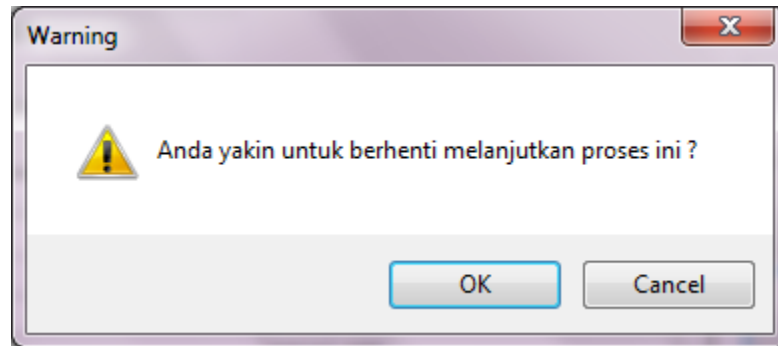 Warning
Anda yakin untuk berhenti melanjutkan proses ini ?
OK
Cancel